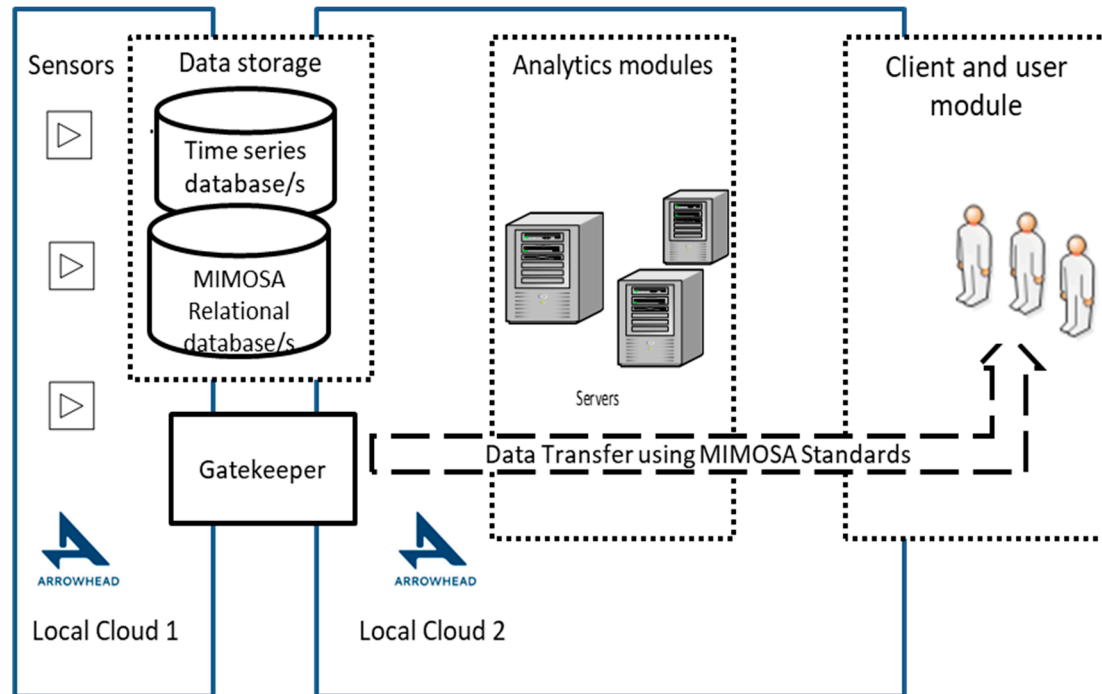 Sensors
Data storage
Time series
database/s
MIMOSA
Relational
database/s
Analytics modules
Servers
Client and user
module
Gatekeeper
Data Transfer using MIMOSA Standards
ARROWHEAD
Local Cloud 1
ARROWHEAD
Local Cloud 2